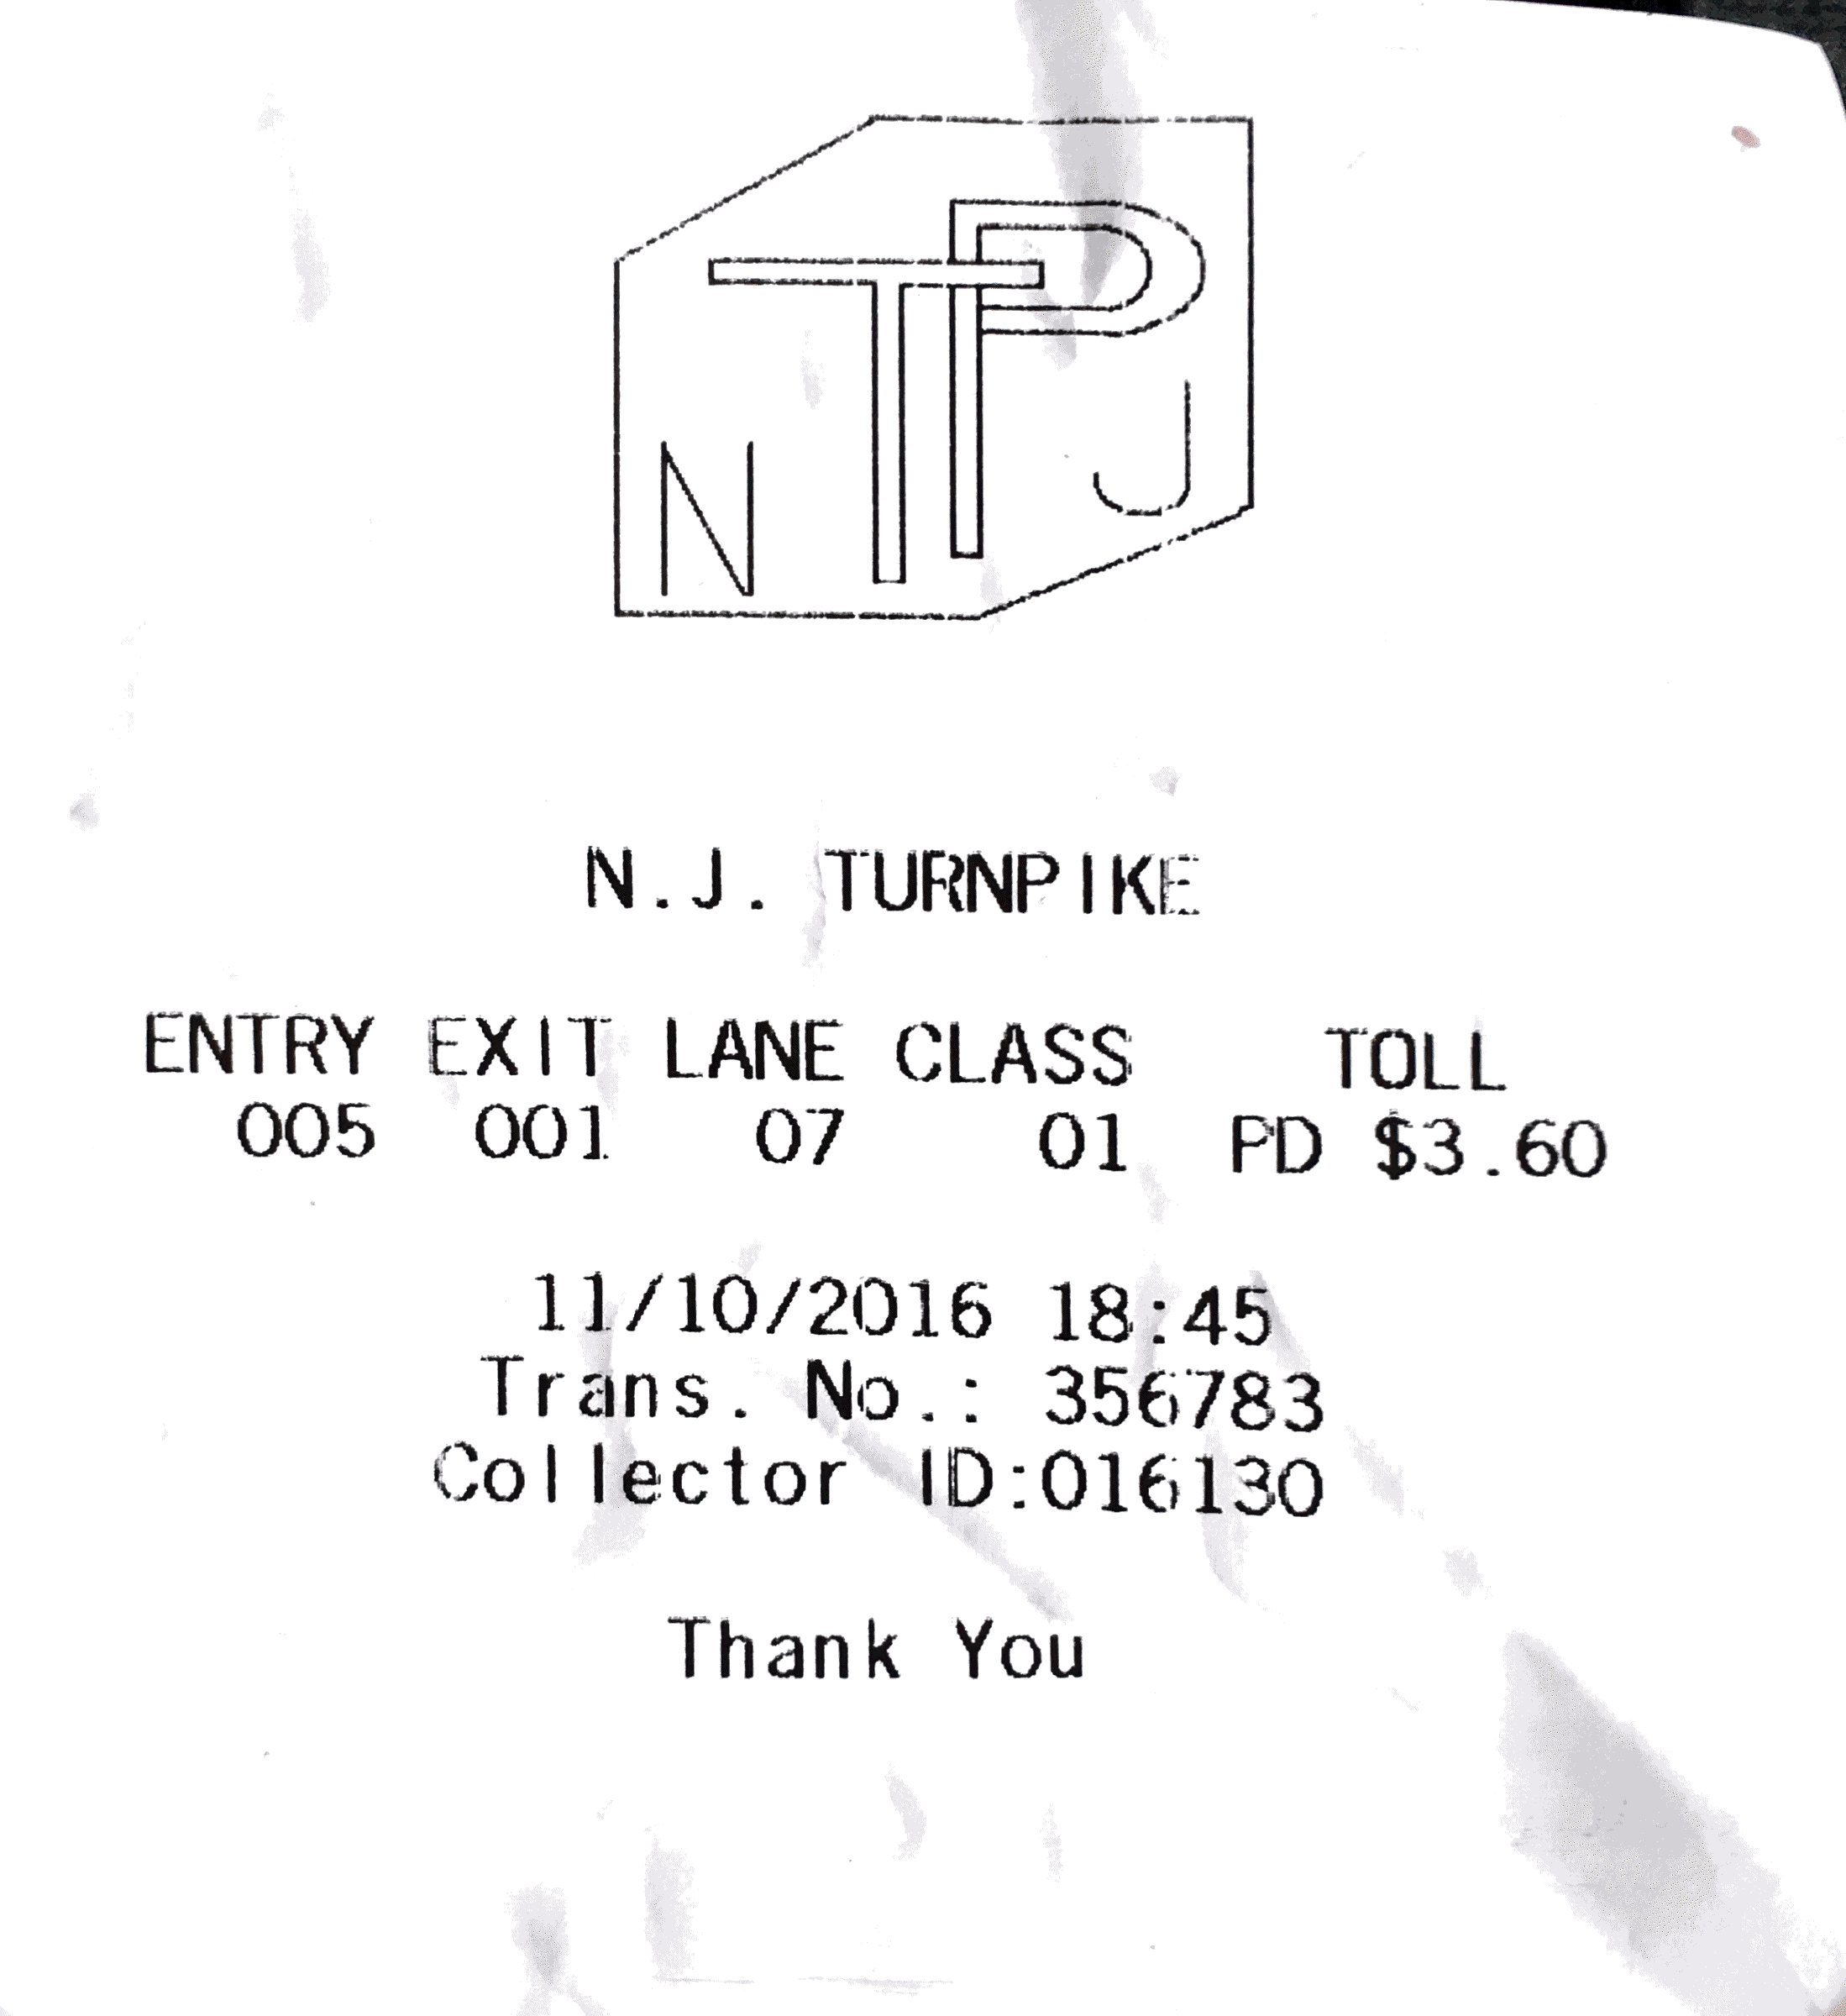 TP
N J
N.J. TURNPIKE
ENTRY EXIT LANE CLASS TOLL
005 001 07 01 PD $3.60
11/10/2016 18:45
Trans. No.: 356783
Collector ID:016130
Thank You